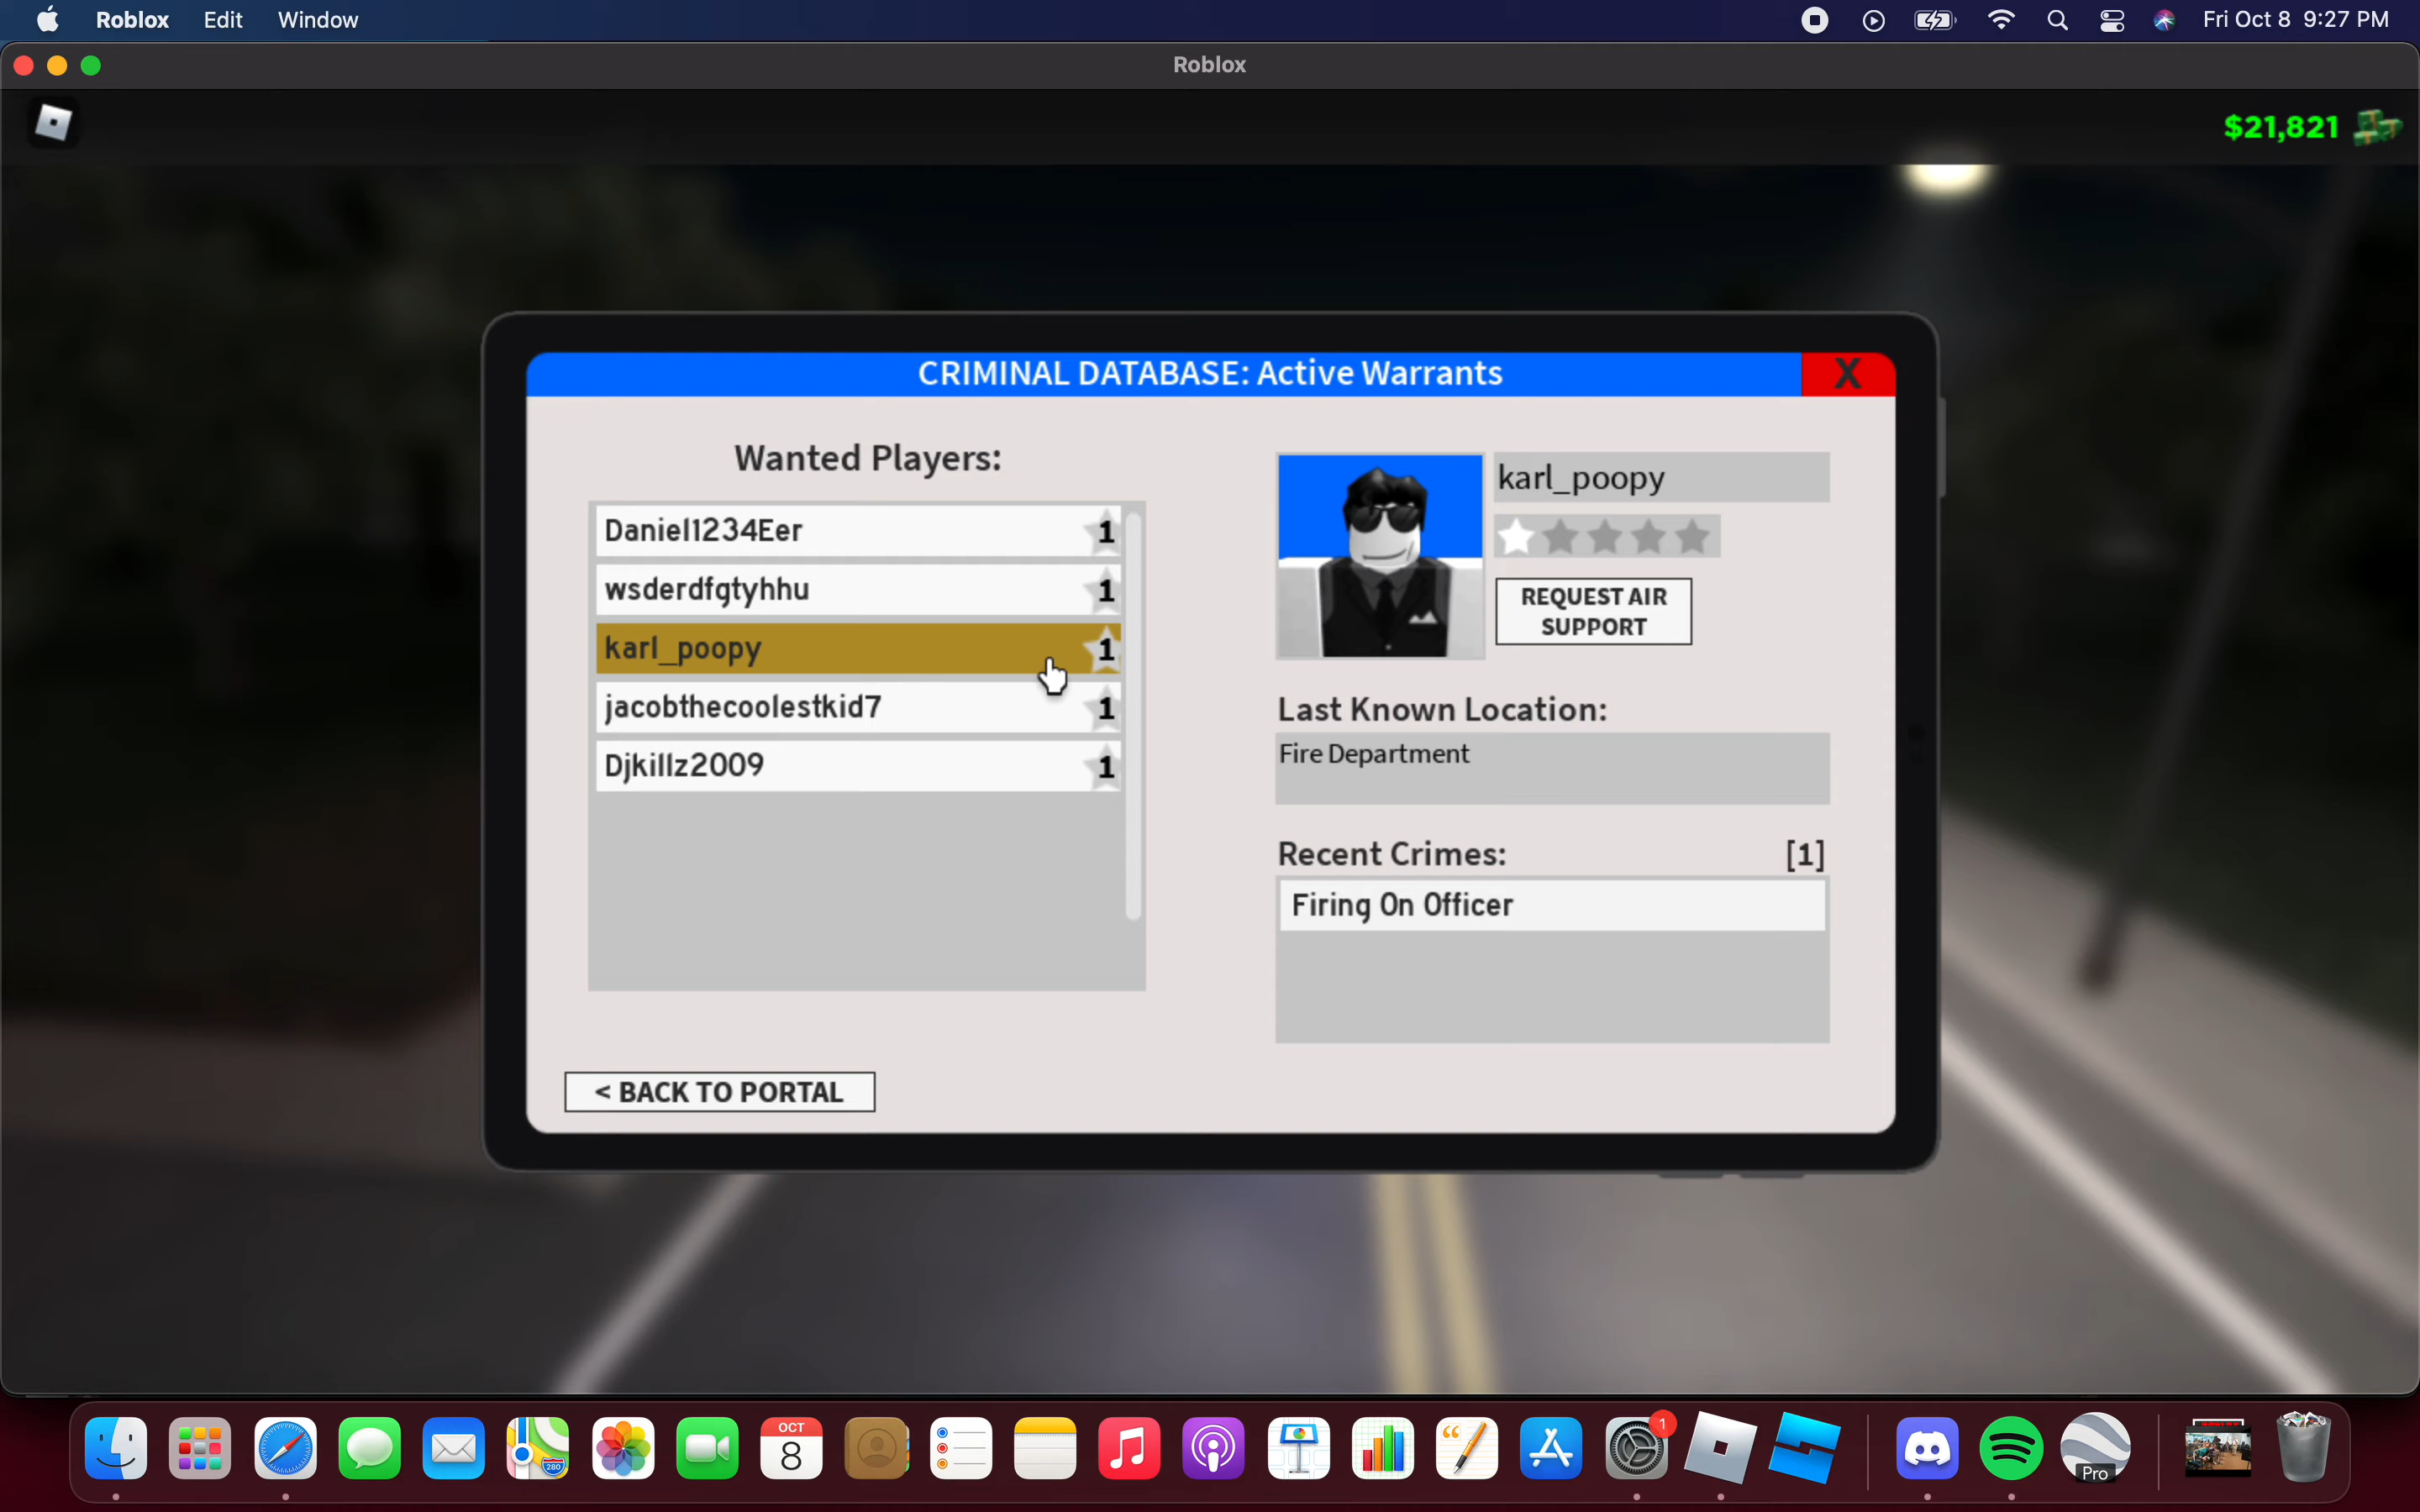 Roblox Edit Window Fri Oct 8 9:27 PM
Roblox
$21,821
CRIMINAL DATABASE: Active Warrants X
Wanted Players:
Daniel1234Eer 1
wsderdfgtyhhu 1
karl_poopy 1
jacobthecoolestkid7 1
Djkillz2009 1
< BACK TO PORTAL
karl_poopy
REQUEST AIR
SUPPORT
Last Known Location:
Fire Department
Recent Crimes: [1]
Firing On Officer
OCT
8
280
1
Pro